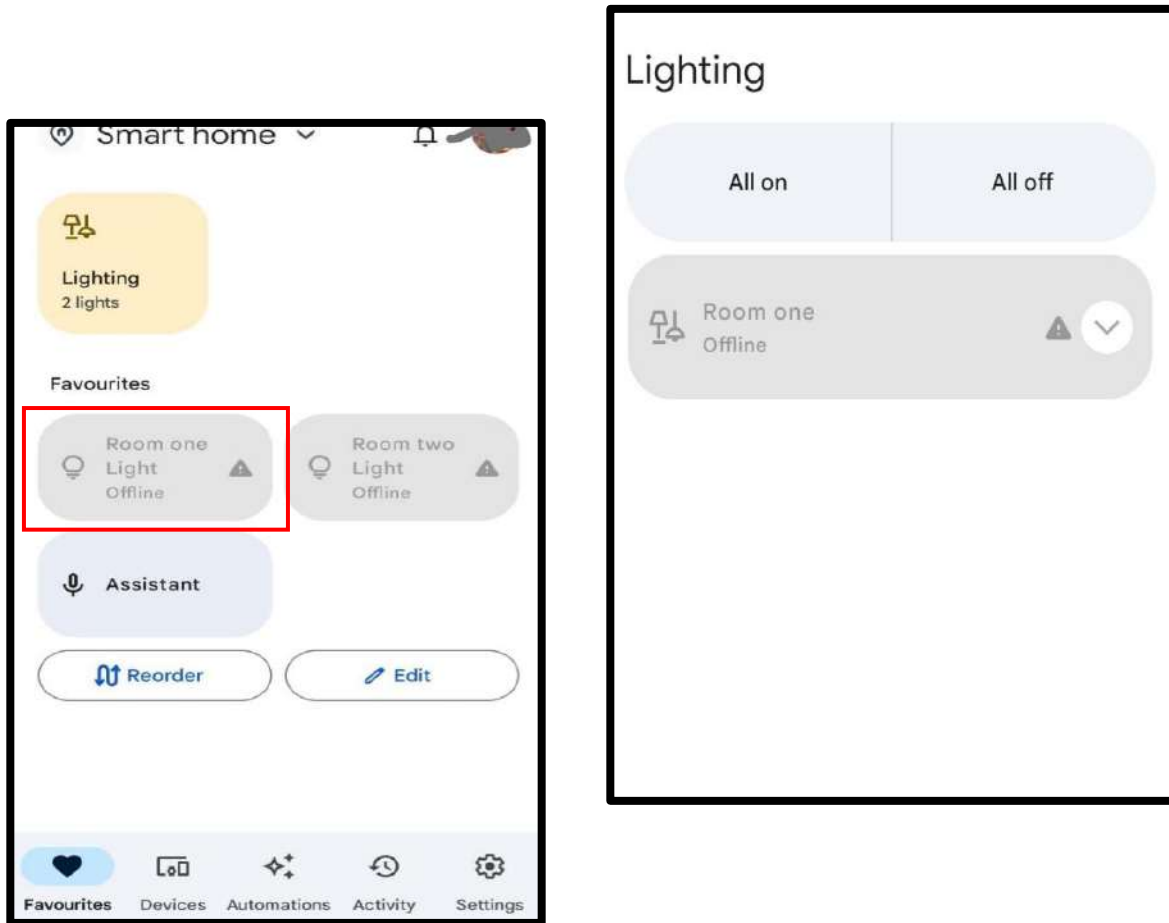 Smart home
Lighting
2 lights
Favourites
Room one
Light
Offline
Room two
Light
Offline
Assistant
Reorder
Edit
Favourites
Devices
Automations
Activity
Settings
Lighting
All on
All off
Room one
Offline